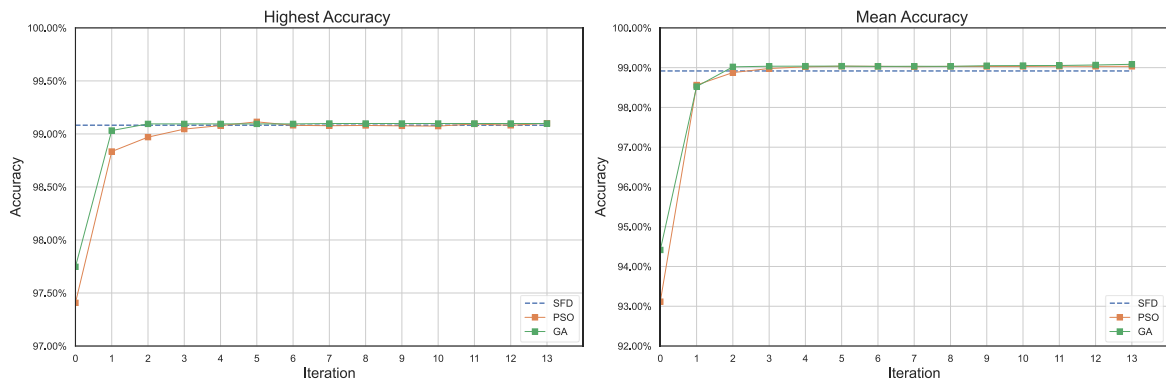 Highest Accuracy
100.00%
99.50%
99.00%
98.50%
98.00%
97.50%
97.00%
Accuracy
0 1 2 3 4 5 6 7 8 9 10 11 12 13
Iteration
SFD
PSO
GA
Mean Accuracy
100.00%
99.00%
98.00%
97.00%
96.00%
95.00%
94.00%
93.00%
92.00%
Accuracy
0 1 2 3 4 5 6 7 8 9 10 11 12 13
Iteration
SFD
PSO
GA